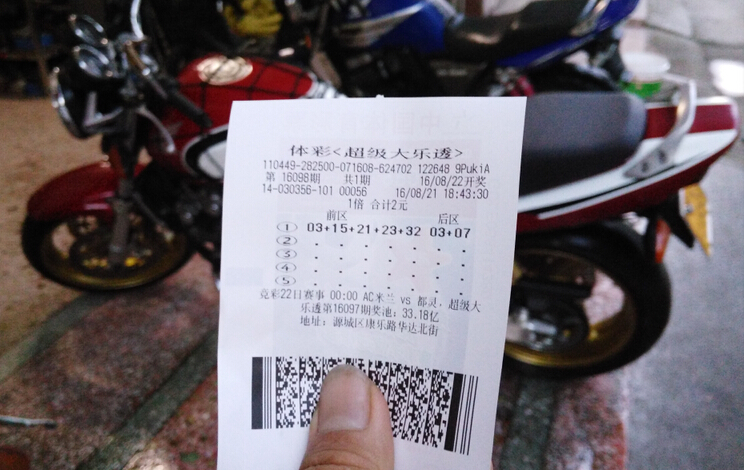 体彩<超级大乐透>
110449-282500-071608-624702 122648 9PukiA
第 16098期 共1期 16/08/22开奖
14-030356-101 00056 16/08/21 18:43:30
1倍 合计2元
前区 后区
① 03+15+21+23+32 03+07
②
③
④
⑤
竞彩22日赛事 00:00 AC米兰 vs 都灵，超级大
乐透第16097期奖池：33.18亿
地址：源城区康乐路华达北街